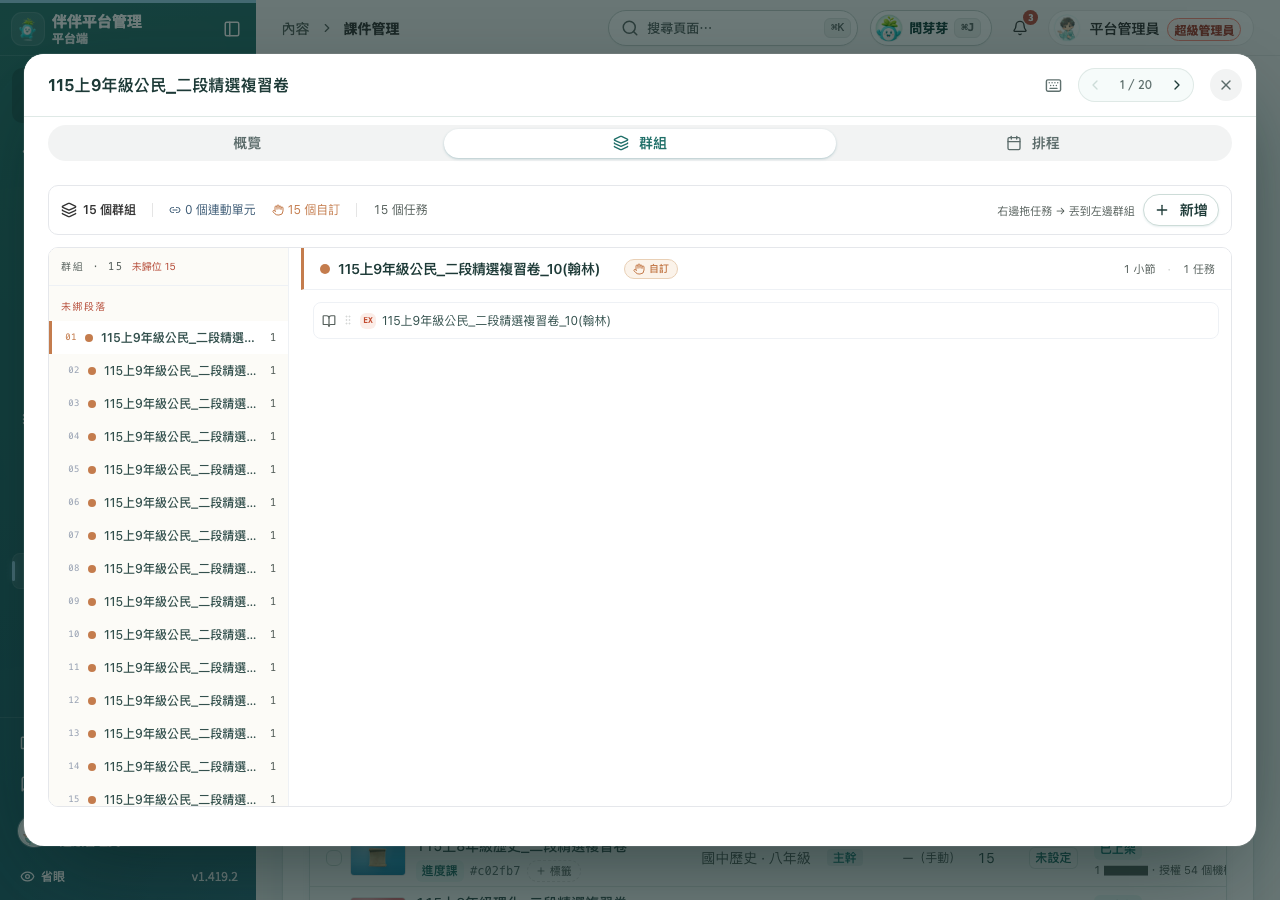 伴伴平台管理
平台端
內容 > 課件管理
搜尋頁面… ⌘K
問芽芽 ⌘J
3
平台管理員 超級管理員
115上9年級公民_二段精選複習卷
1 / 20
概覽
群組
排程
15 個群組
0 個連動單元
15 個自訂
15 個任務
右邊拖任務 → 丟到左邊群組
+ 新增
群組 · 15 未歸位 15
115上9年級公民_二段精選複習卷_10(翰林) 自訂
1 小節 · 1 任務
未綁段落
EX 115上9年級公民_二段精選複習卷_10(翰林)
01 115上9年級公民_二段精選... 1
02 115上9年級公民_二段精選... 1
03 115上9年級公民_二段精選... 1
04 115上9年級公民_二段精選... 1
05 115上9年級公民_二段精選... 1
06 115上9年級公民_二段精選... 1
07 115上9年級公民_二段精選... 1
08 115上9年級公民_二段精選... 1
09 115上9年級公民_二段精選... 1
10 115上9年級公民_二段精選... 1
11 115上9年級公民_二段精選... 1
12 115上9年級公民_二段精選... 1
13 115上9年級公民_二段精選... 1
14 115上9年級公民_二段精選... 1
15 115上9年級公民_二段精選... 1
國中歷史 · 八年級 主幹 — (手動) 15 未設定 已上架
進度課 #c02fb7 + 標籤
1 · 授權 54 個機
省眼 v1.419.2